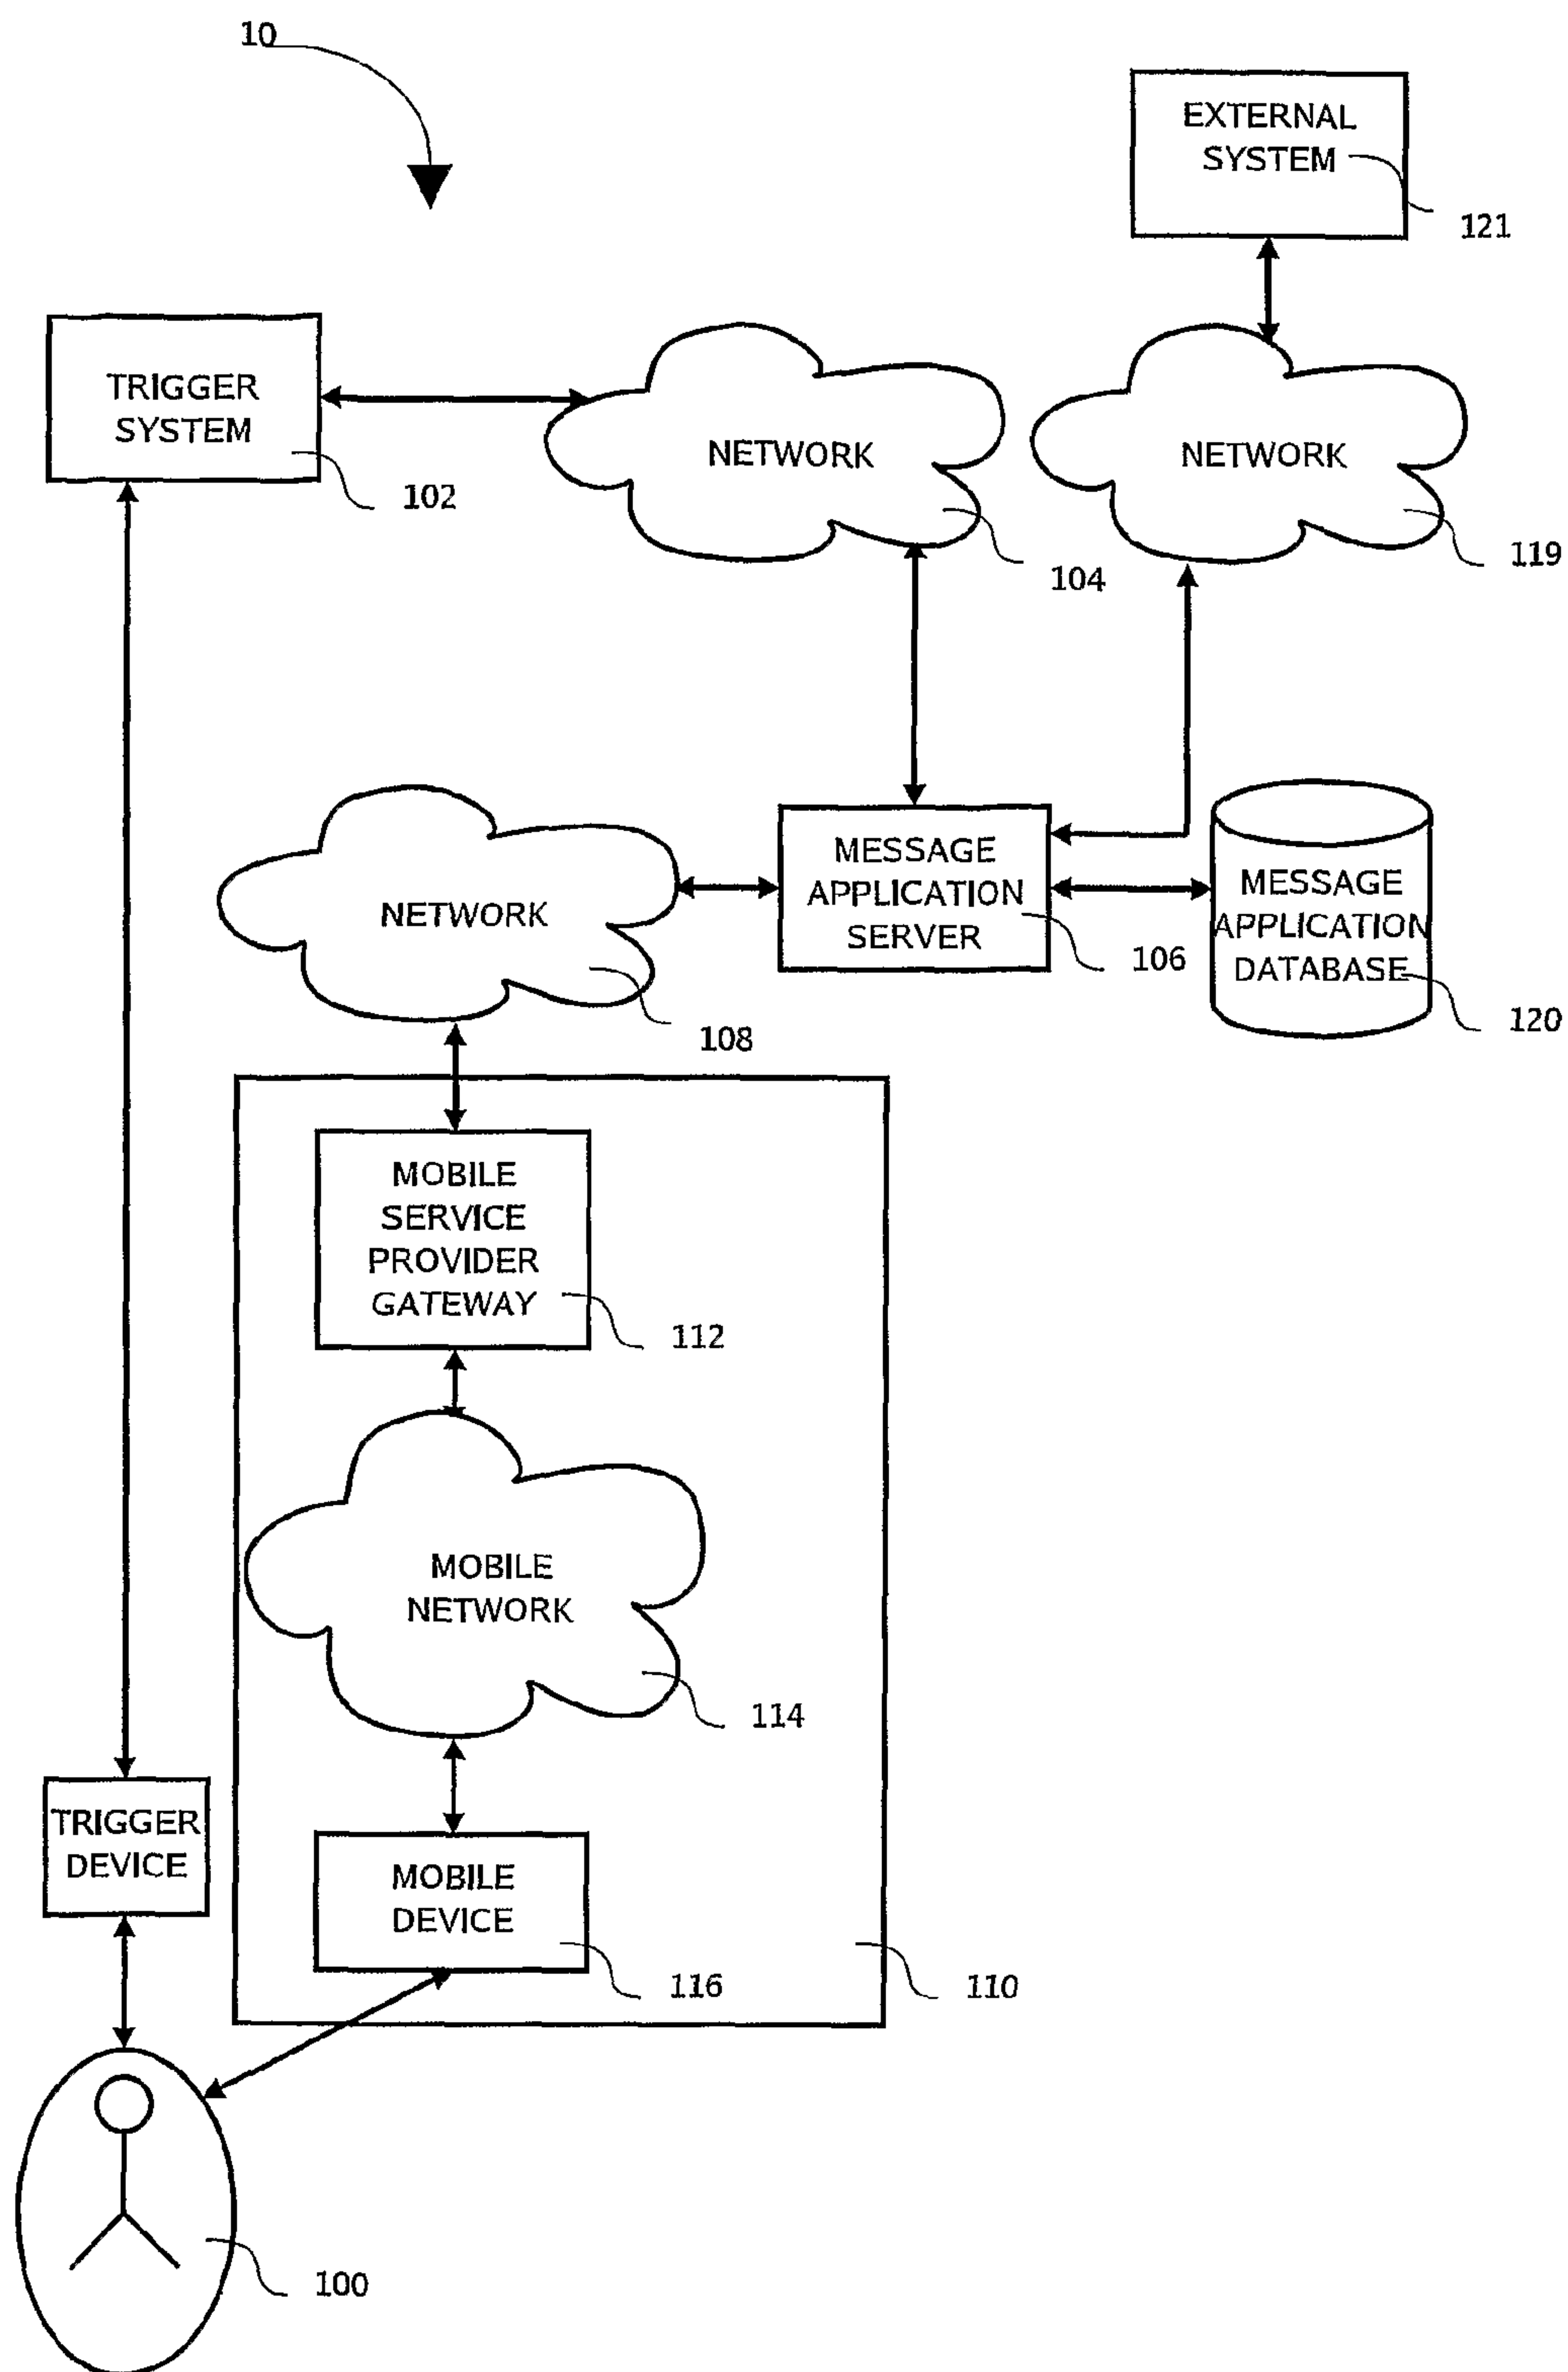 10
EXTERNAL
SYSTEM
121
TRIGGER
SYSTEM
102
NETWORK
104
NETWORK
119
MESSAGE
APPLICATION
SERVER
106
MESSAGE
APPLICATION
DATABASE
120
NETWORK
108
MOBILE
SERVICE
PROVIDER
GATEWAY
112
MOBILE
NETWORK
114
TRIGGER
DEVICE
MOBILE
DEVICE
116
110
100